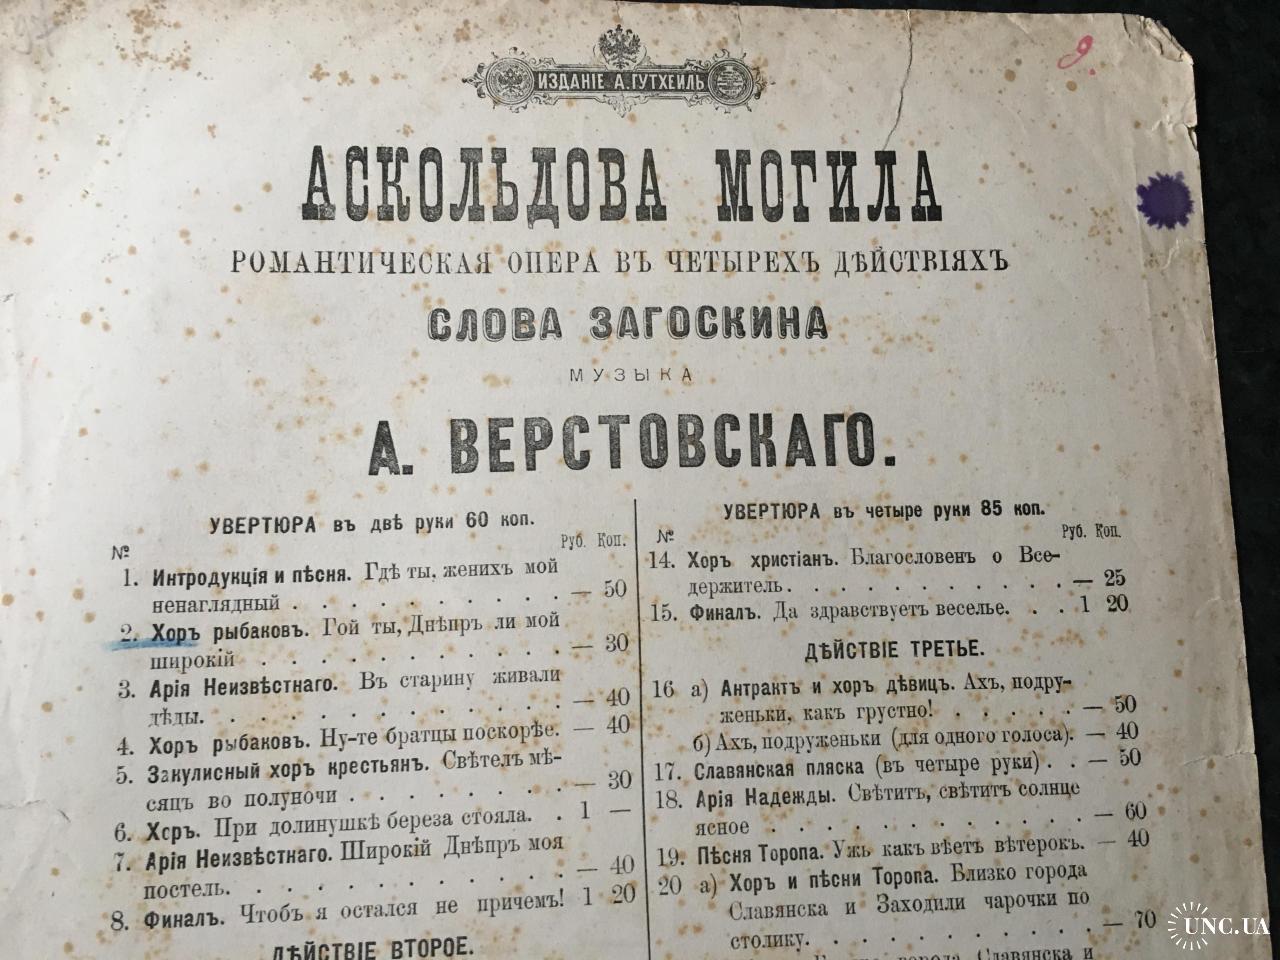 97
9.
ИЗДАНІЕ А. ГУТХЕЙЛЬ
АСКОЛЬДОВА МОГИЛА
РОМАНТИЧЕСКАЯ ОПЕРА ВЪ ЧЕТЫРЕХЪ ДѢЙСТВІЯХЪ
СЛОВА ЗАГОСКИНА
МУЗЫКА
А. ВЕРСТОВСКАГО.
УВЕРТЮРА въ двѣ руки 60 коп.
№ Руб. Коп.
1. Интродукція и пѣсня. Гдѣ ты, женихъ мой
ненаглядный . . . . . . . . . . — 50
2. Хоръ рыбаковъ. Гой ты, Днѣпръ ли мой
широкій . . . . . . . . . . . — 30
3. Арія Неизвѣстнаго. Въ старину живали
дѣды. . . . . . . . . . . . . — 40
4. Хоръ рыбаковъ. Ну-те братцы поскорѣе. — 40
5. Закулисный хоръ крестьянъ. Свѣтелъ мѣ-
сяцъ во полуночи . . . . . . . . — 30
6. Хоръ. При долинушкѣ береза стояла. . 1 —
7. Арія Неизвѣстнаго. Широкій Днѣпръ моя
постель. . . . . . . . . . . . — 40
8. Финалъ. Чтобъ я остался не причемъ! 1 20
ДѢЙСТВІЕ ВТОРОЕ.
УВЕРТЮРА въ четыре руки 85 коп.
№ Руб. Коп.
14. Хоръ христіанъ. Благословенъ о Все-
держитель. . . . . . . . . . . — 25
15. Финалъ. Да здравствуетъ веселье. . . 1 20
ДѢЙСТВІЕ ТРЕТЬЕ.
16 а) Антрактъ и хоръ дѣвицъ. Ахъ, подру-
женьки, какъ грустно! . . . . . — 50
б) Ахъ, подруженьки (для одного голоса). — 40
17. Славянская пляска (въ четыре руки) . . — 50
18. Арія Надежды. Свѣтитъ, свѣтитъ солнце
ясное . . . . . . . . . . . . — 60
19. Пѣсня Торопа. Ужь какъ вѣетъ вѣтерокъ. — 40
20 а) Хоръ и пѣсни Торопа. Близко города
Славянска и Заходили чарочки по
столику. . . . . . . . . . . — 70
города Славянска и
UNC.UA